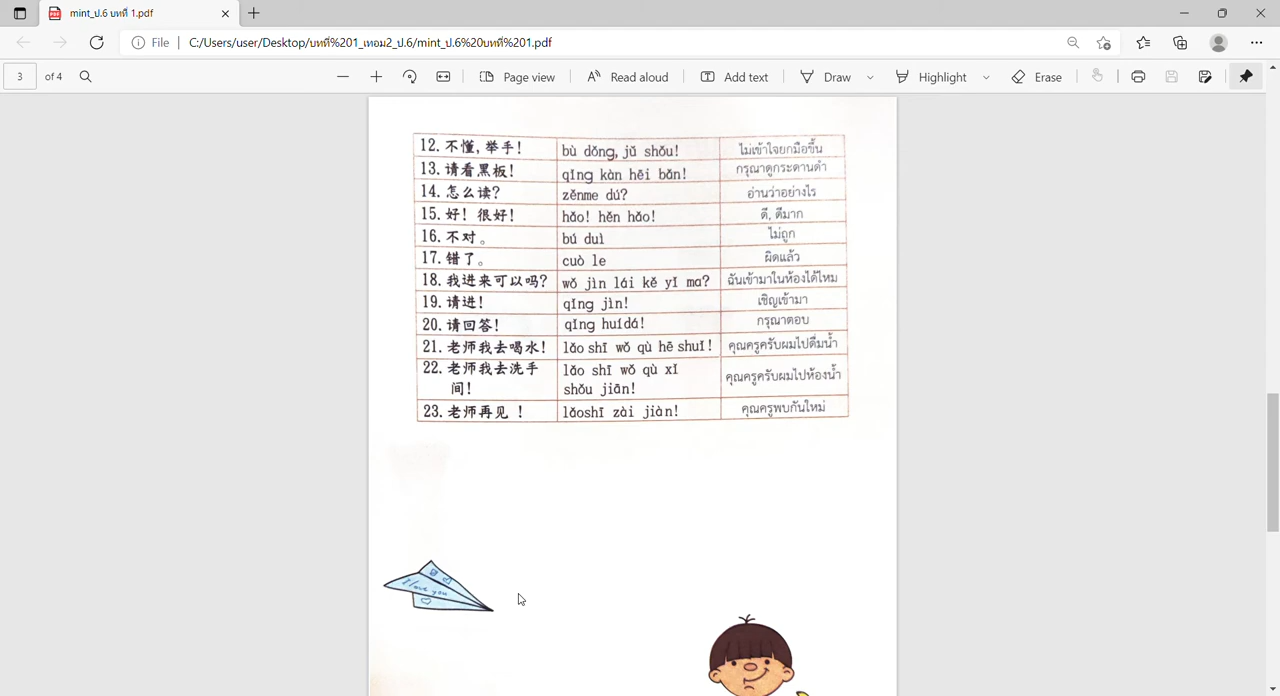 mint_ป.6 บทที่ 1.pdf
File
C:/Users/user/Desktop/บทที่%201_เทอม2_ป.6/mint_ป.6%20บทที่%201.pdf
3 of 4 Page view Read aloud Add text Draw Highlight Erase
12. 不懂, 举手! bù dǒng, jǔ shǒu! ไม่เข้าใจยกมือขึ้น
13. 请看黑板! qǐng kàn hēi bǎn! กรุณาดูกระดานดำ
14. 怎么读? zěnme dú? อ่านว่าอย่างไร
15. 好! 很好! hǎo! hěn hǎo! ดี, ดีมาก
16. 不对。 bú duì ไม่ถูก
17. 错了。 cuò le ผิดแล้ว
18. 我进来可以吗? wǒ jìn lái kě yǐ ma? ฉันเข้ามาในห้องได้ไหม
19. 请进! qǐng jìn! เชิญเข้ามา
20. 请回答! qǐng huídá! กรุณาตอบ
21. 老师我去喝水! lǎo shī wǒ qù hē shuǐ! คุณครูครับผมไปดื่มน้ำ
22. 老师我去洗手 lǎo shī wǒ qù xǐ คุณครูครับผมไปห้องน้ำ
间! shǒu jiān!
23. 老师再见 ! lǎoshī zài jiàn! คุณครูพบกันใหม่
I love you